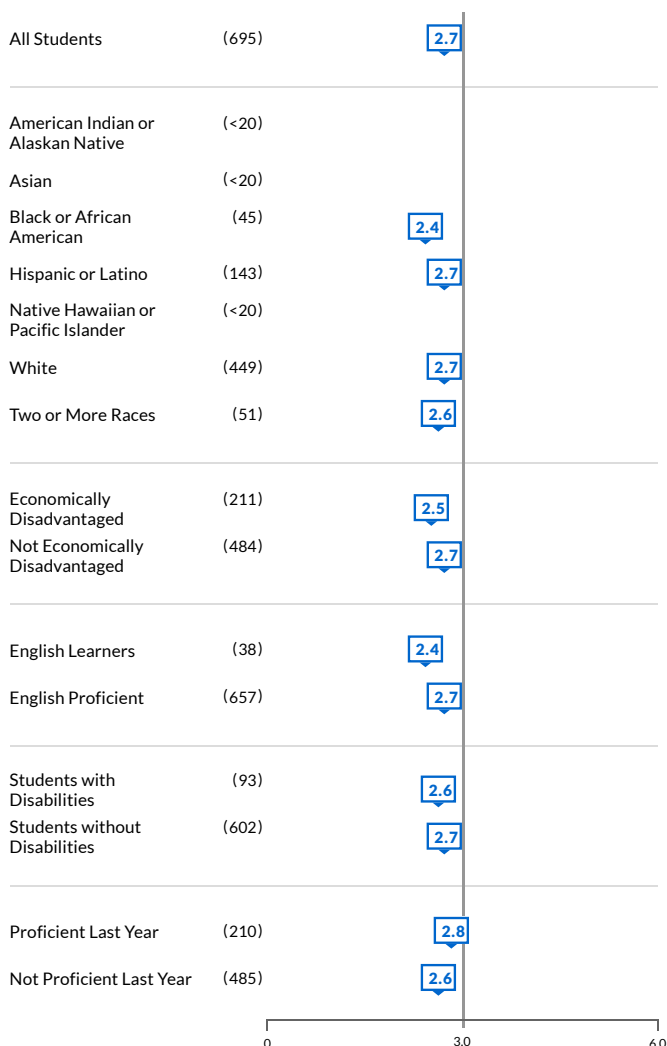 All Students (695) 2.7
American Indian or (<20)
Alaskan Native
Asian (<20)
Black or African (45) 2.4
American
Hispanic or Latino (143) 2.7
Native Hawaiian or (<20)
Pacific Islander
White (449) 2.7
Two or More Races (51) 2.6
Economically (211) 2.5
Disadvantaged
Not Economically (484) 2.7
Disadvantaged
English Learners (38) 2.4
English Proficient (657) 2.7
Students with (93) 2.6
Disabilities
Students without (602) 2.7
Disabilities
Proficient Last Year (210) 2.8
Not Proficient Last Year (485) 2.6
0 3.0 6.0